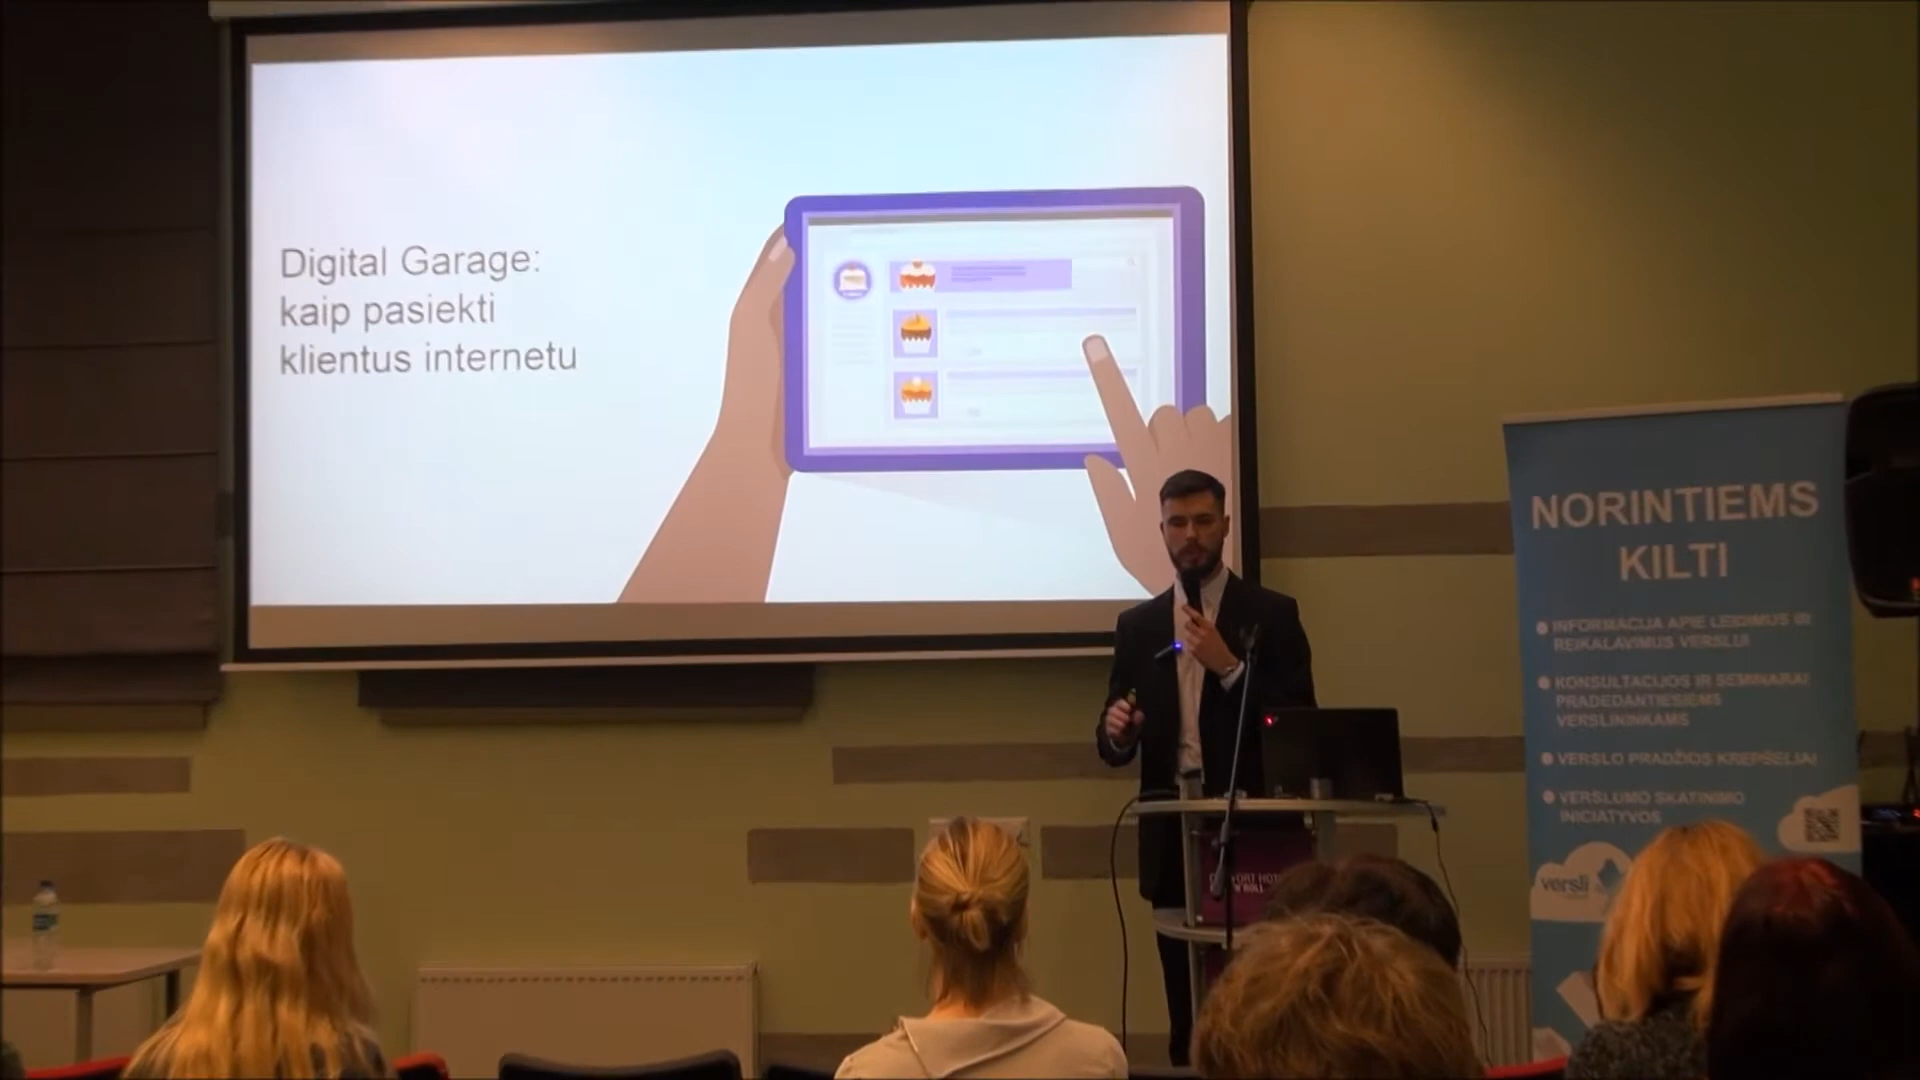 Digital Garage:
kaip pasiekti
klientus internetu
NORINTIEMS
KILTI
INFORMACIJA APIE LEIDIMUS IR
REIKALAVIMUS VERSLUI
KONSULTACIJOS IR SEMINARAI
PRADEDANTIESIEMS
VERSLININKAMS
VERSLO PRADŽIOS KREPŠELIAI
VERSLUMO SKATINIMO
INICIATYVOS
versli